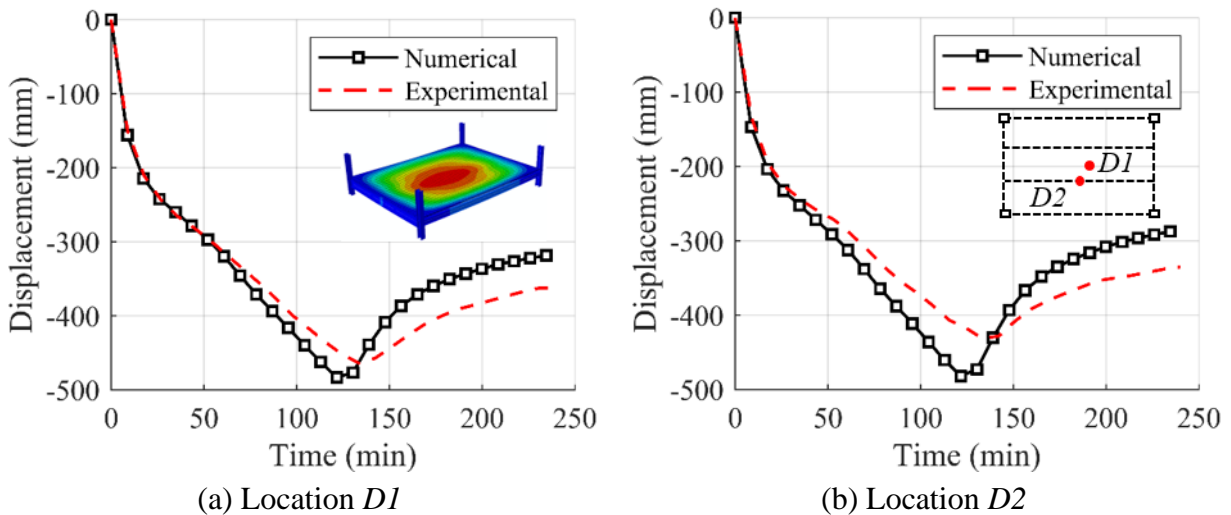 0
-100
-200
-300
-400
-500
Displacement (mm)
Numerical
Experimental
0 50 100 150 200 250
Time (min)
(a) Location D1
0
-100
-200
-300
-400
-500
Displacement (mm)
Numerical
Experimental
D1
D2
0 50 100 150 200 250
Time (min)
(b) Location D2